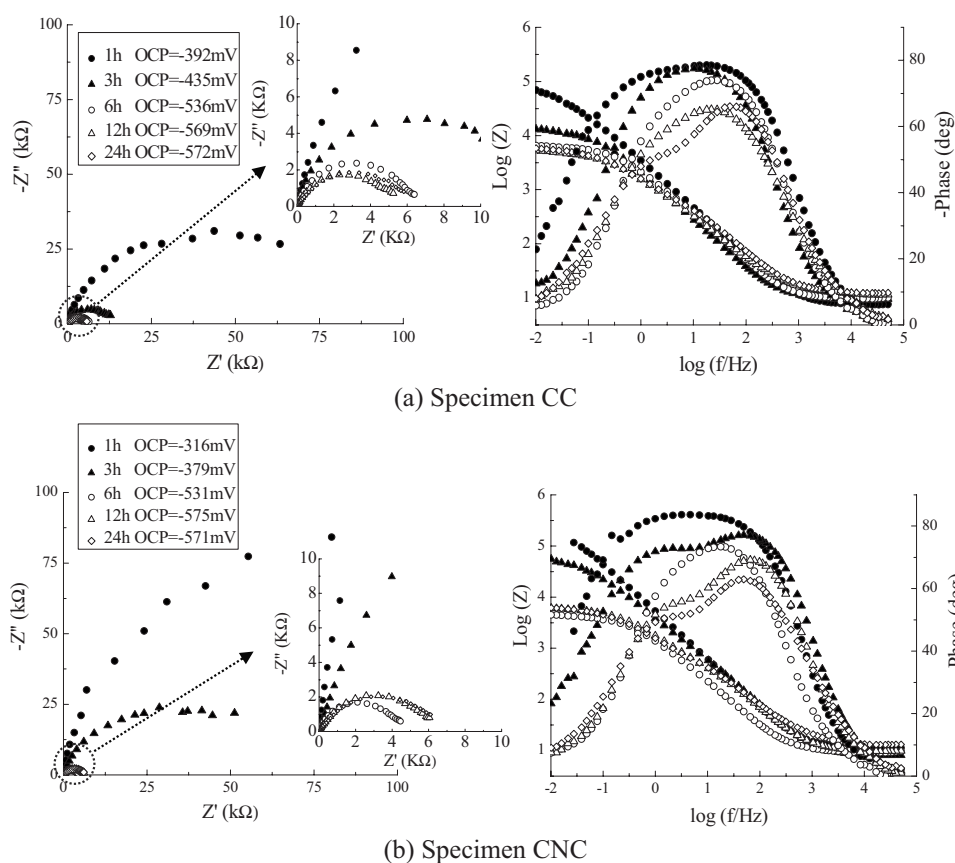 100
75
50
25
0
-Z'' (kΩ)
1h OCP=-392mV
3h OCP=-435mV
6h OCP=-536mV
12h OCP=-569mV
24h OCP=-572mV
10
8
6
4
2
0
-Z'' (KΩ)
0 2 4 6 8 10
Z' (KΩ)
0 25 50 75 100
Z' (kΩ)
6
5
4
3
2
1
Log (Z)
80
60
40
20
0
-Phase (deg)
-2 -1 0 1 2 3 4 5
log (f/Hz)
(a) Specimen CC
1h OCP=-316mV
3h OCP=-379mV
6h OCP=-531mV
12h OCP=-575mV
24h OCP=-571mV
100
75
50
25
0
-Z'' (kΩ)
10
8
6
4
2
0
-Z'' (KΩ)
0 2 4 6 8 10
Z' (KΩ)
0 25 50 75 100
Z' (kΩ)
6
5
4
3
2
1
Log (Z)
80
60
40
20
0
Phase (deg)
-2 -1 0 1 2 3 4 5
log (f/Hz)
(b) Specimen CNC